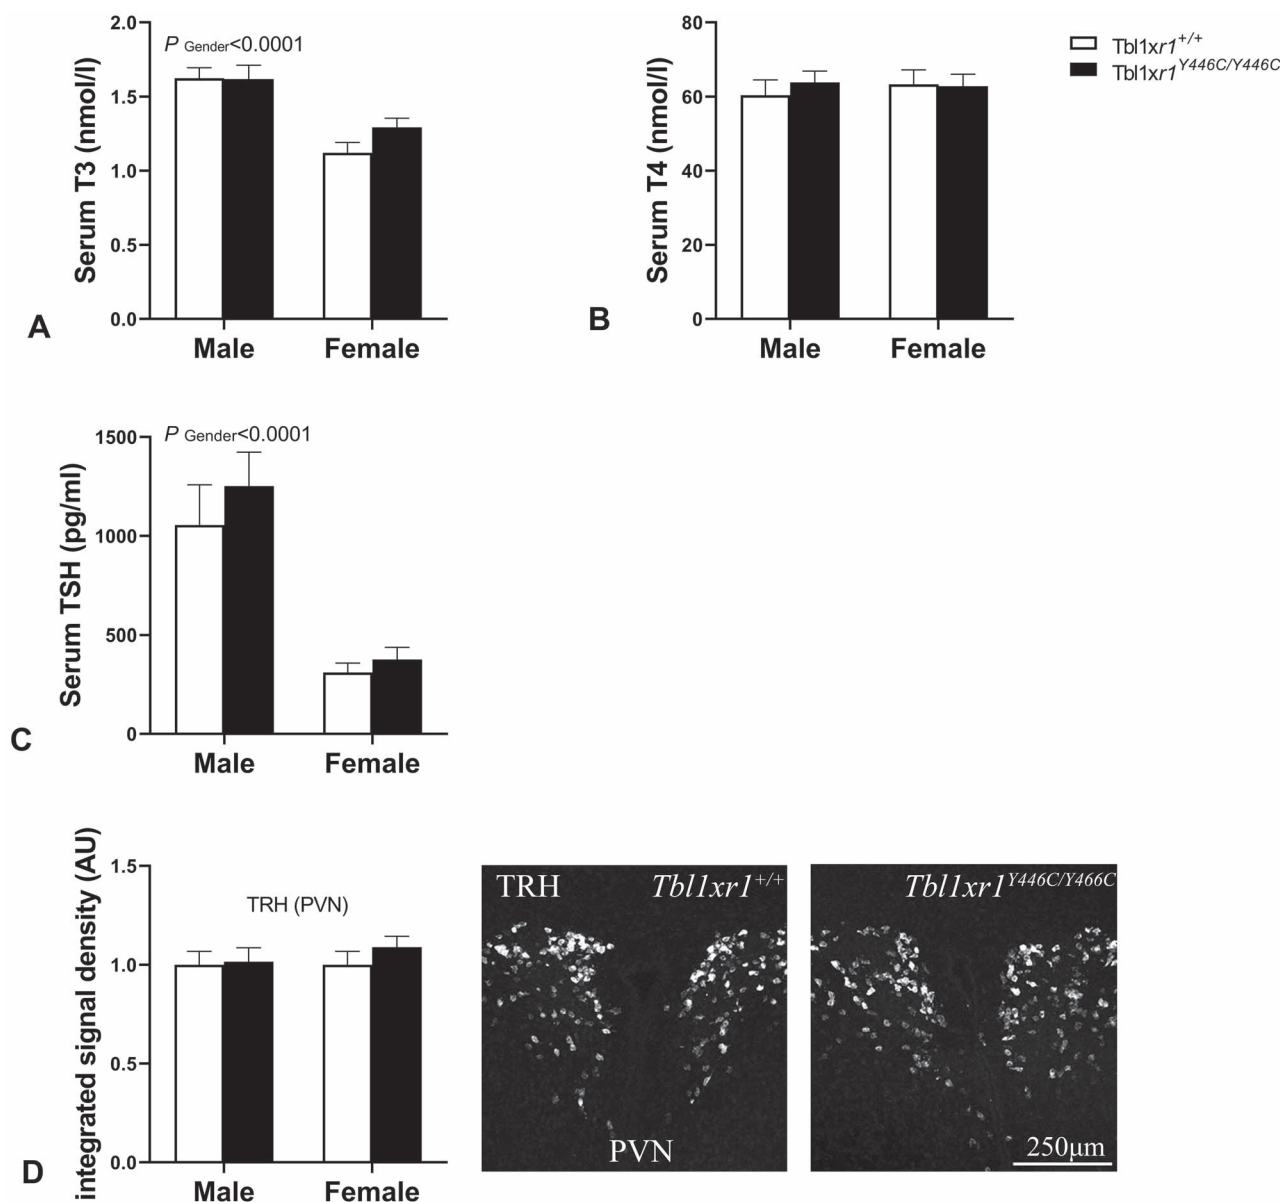 P Gender<0.0001
Serum T3 (nmol/l)
2.0
1.5
1.0
0.5
0.0
Male Female
A
Serum T4 (nmol/l)
80
60
40
20
0
Male Female
B
Tbl1xr1+/+
Tbl1xr1Y446C/Y446C
P Gender<0.0001
Serum TSH (pg/ml)
1500
1000
500
0
Male Female
C
integrated signal density (AU)
1.5
1.0
0.5
0.0
TRH (PVN)
Male Female
D
TRH Tbl1xr1+/+
PVN
Tbl1xr1Y446C/Y466C
250μm